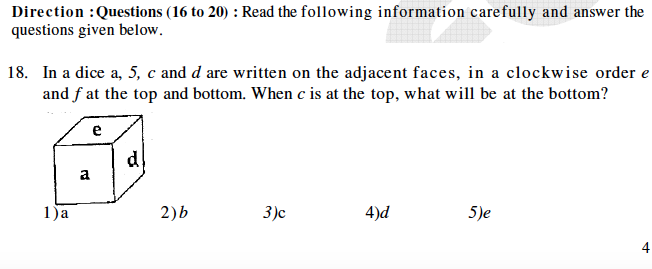 Direction : Questions (16 to 20) : Read the following information carefully and answer the
questions given below.
18. In a dice a, 5, c and d are written on the adjacent faces, in a clockwise order e
and f at the top and bottom. When c is at the top, what will be at the bottom?
e
d
a
1)a 2)b 3)c 4)d 5)e
4